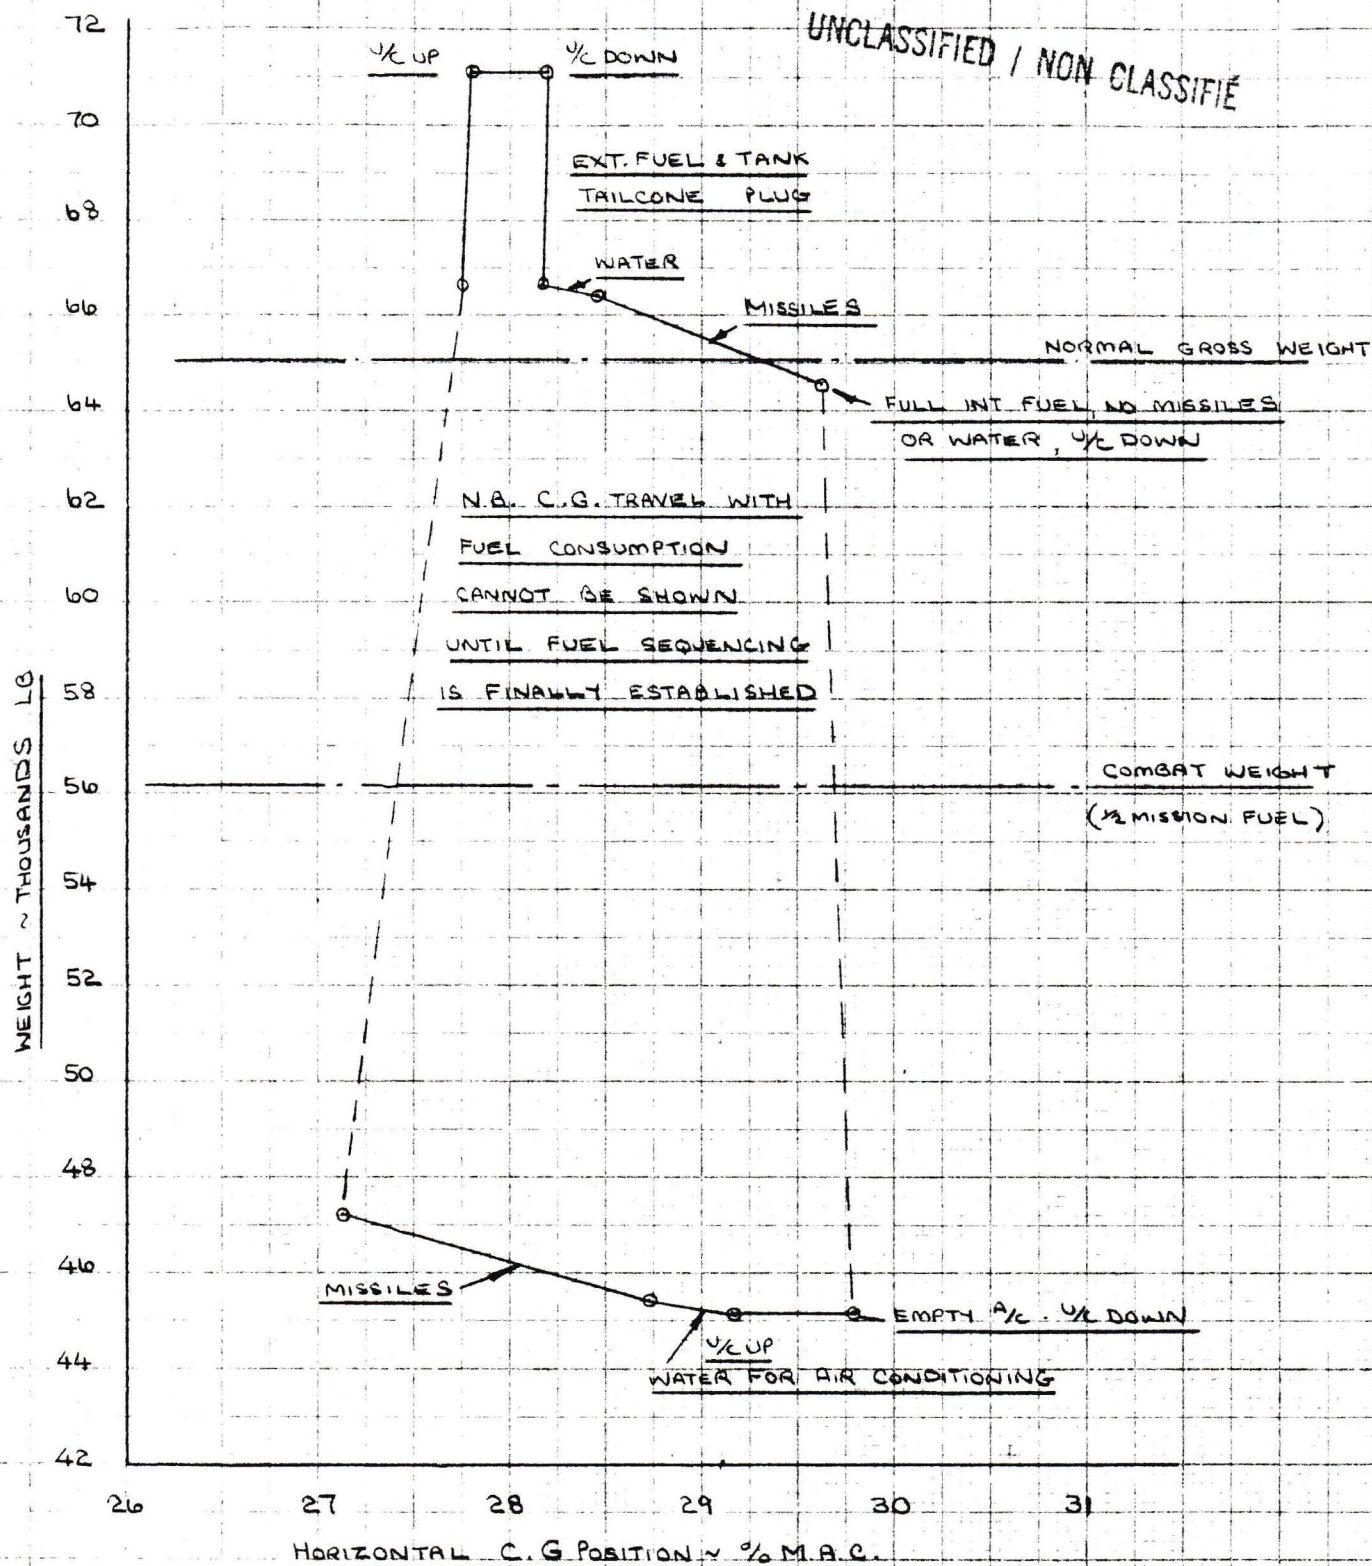 UNCLASSIFIED / NON CLASSIFIÉ
72
U/C UP
U/C DOWN
70
EXT. FUEL & TANK
TAILCONE PLUG
68
WATER
66
MISSILES
NORMAL GROSS WEIGHT
64
FULL INT FUEL, NO MISSILES
OR WATER, U/C DOWN
62
N.B. C.G. TRAVEL WITH
FUEL CONSUMPTION
60
CANNOT BE SHOWN
UNTIL FUEL SEQUENCING
58
IS FINALLY ESTABLISHED
WEIGHT ~ THOUSANDS LB
56
COMBAT WEIGHT
(1/2 MISSION FUEL)
54
52
50
48
46
MISSILES
EMPTY A/C. U/C DOWN
U/C UP
44
WATER FOR AIR CONDITIONING
42
26 27 28 29 30 31
HORIZONTAL C.G POSITION ~ % M.A.C.